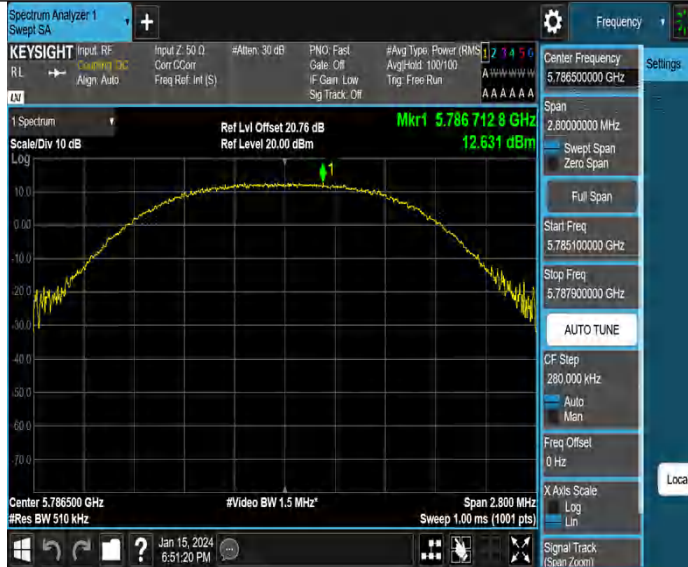 Spectrum Analyzer 1
Swept SA
Frequency
KEYSIGHT
RL
Input: RF
Coupling: DC
Align: Auto
Input Z: 50 Ω
Corr CCorr
Freq Ref: Int (S)
#Atten: 30 dB
PNO: Fast
Gate: Off
IF Gain: Low
Sig Track: Off
#Avg Type: Power (RMS
Avg|Hold: 100/100
Trig: Free Run
1 2 3 4 5 6
A W W W W W
A A A A A A
LXI
1 Spectrum
Scale/Div 10 dB
Ref Lvl Offset 20.76 dB
Ref Level 20.00 dBm
Mkr1 5.786 712 8 GHz
12.631 dBm
Log
1
10.0
0.00
-10.0
-20.0
-30.0
-40.0
-50.0
-60.0
-70.0
Center 5.786500 GHz
#Res BW 510 kHz
#Video BW 1.5 MHz*
Span 2.800 MHz
Sweep 1.00 ms (1001 pts)
Jan 15, 2024
6:51:20 PM
Center Frequency
5.786500000 GHz
Span
2.80000000 MHz
Swept Span
Zero Span
Full Span
Start Freq
5.785100000 GHz
Stop Freq
5.787900000 GHz
AUTO TUNE
CF Step
280.000 kHz
Auto
Man
Freq Offset
0 Hz
X Axis Scale
Log
Lin
Signal Track
(Span Zoom)
Settings
Loca